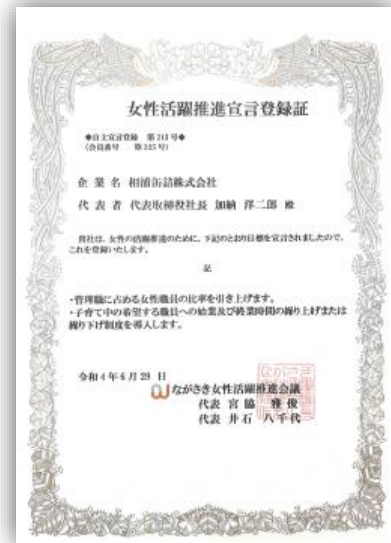 女性活躍推進宣言登録証
◆自主宣言登録 第213号◆
(会員番号 第525号)
企業名 相浦缶詰株式会社
代表者 代表取締役社長 加納 洋二郎 殿
貴社は、女性の活躍推進のために、下記のとおり目標を宣言されましたので、
これを登録いたします。
記
・管理職に占める女性職員の比率を引き上げます。
・子育て中の希望する職員への始業及び終業時間の繰り上げまたは
繰り下げ制度を導入します。
令和4年6月29日
ながさき女性活躍推進会議
代表 宮脇 雅俊
代表 井石 八千代